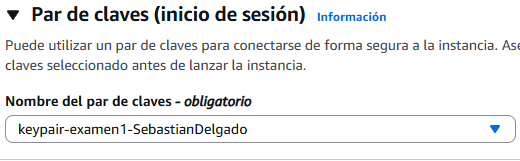 Par de claves (inicio de sesión) Información
Puede utilizar un par de claves para conectarse de forma segura a la instancia. Ase
claves seleccionado antes de lanzar la instancia.
Nombre del par de claves - obligatorio
keypair-examen1-SebastianDelgado